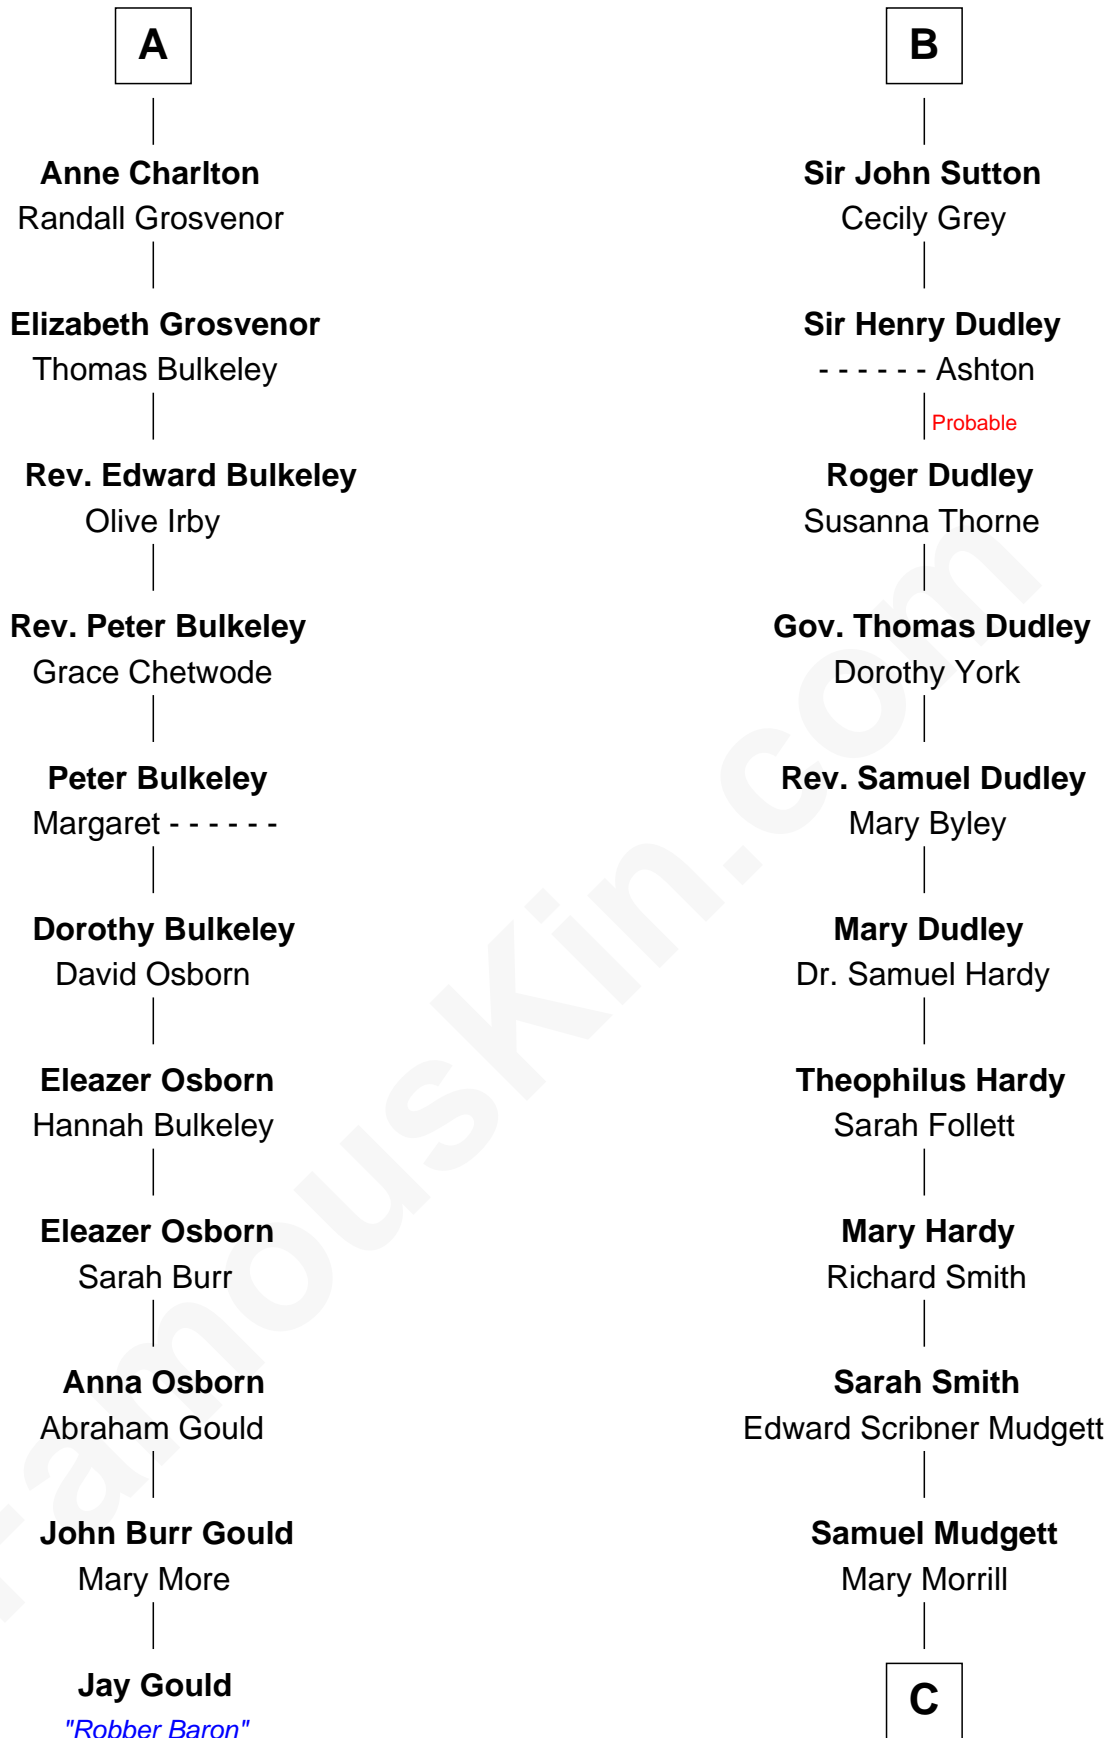 A
Anne Charlton
Randall Grosvenor
Elizabeth Grosvenor
Thomas Bulkeley
Rev. Edward Bulkeley
Olive Irby
Rev. Peter Bulkeley
Grace Chetwode
Peter Bulkeley
Margaret - - - - - -
Dorothy Bulkeley
David Osborn
Eleazer Osborn
Hannah Bulkeley
Eleazer Osborn
Sarah Burr
Anna Osborn
Abraham Gould
John Burr Gould
Mary More
Jay Gould
"Robber Baron"
B
Sir John Sutton
Cecily Grey
Sir Henry Dudley
- - - - - - Ashton
Probable
Roger Dudley
Susanna Thorne
Gov. Thomas Dudley
Dorothy York
Rev. Samuel Dudley
Mary Byley
Mary Dudley
Dr. Samuel Hardy
Theophilus Hardy
Sarah Follett
Mary Hardy
Richard Smith
Sarah Smith
Edward Scribner Mudgett
Samuel Mudgett
Mary Morrill
C
FamousKin.com